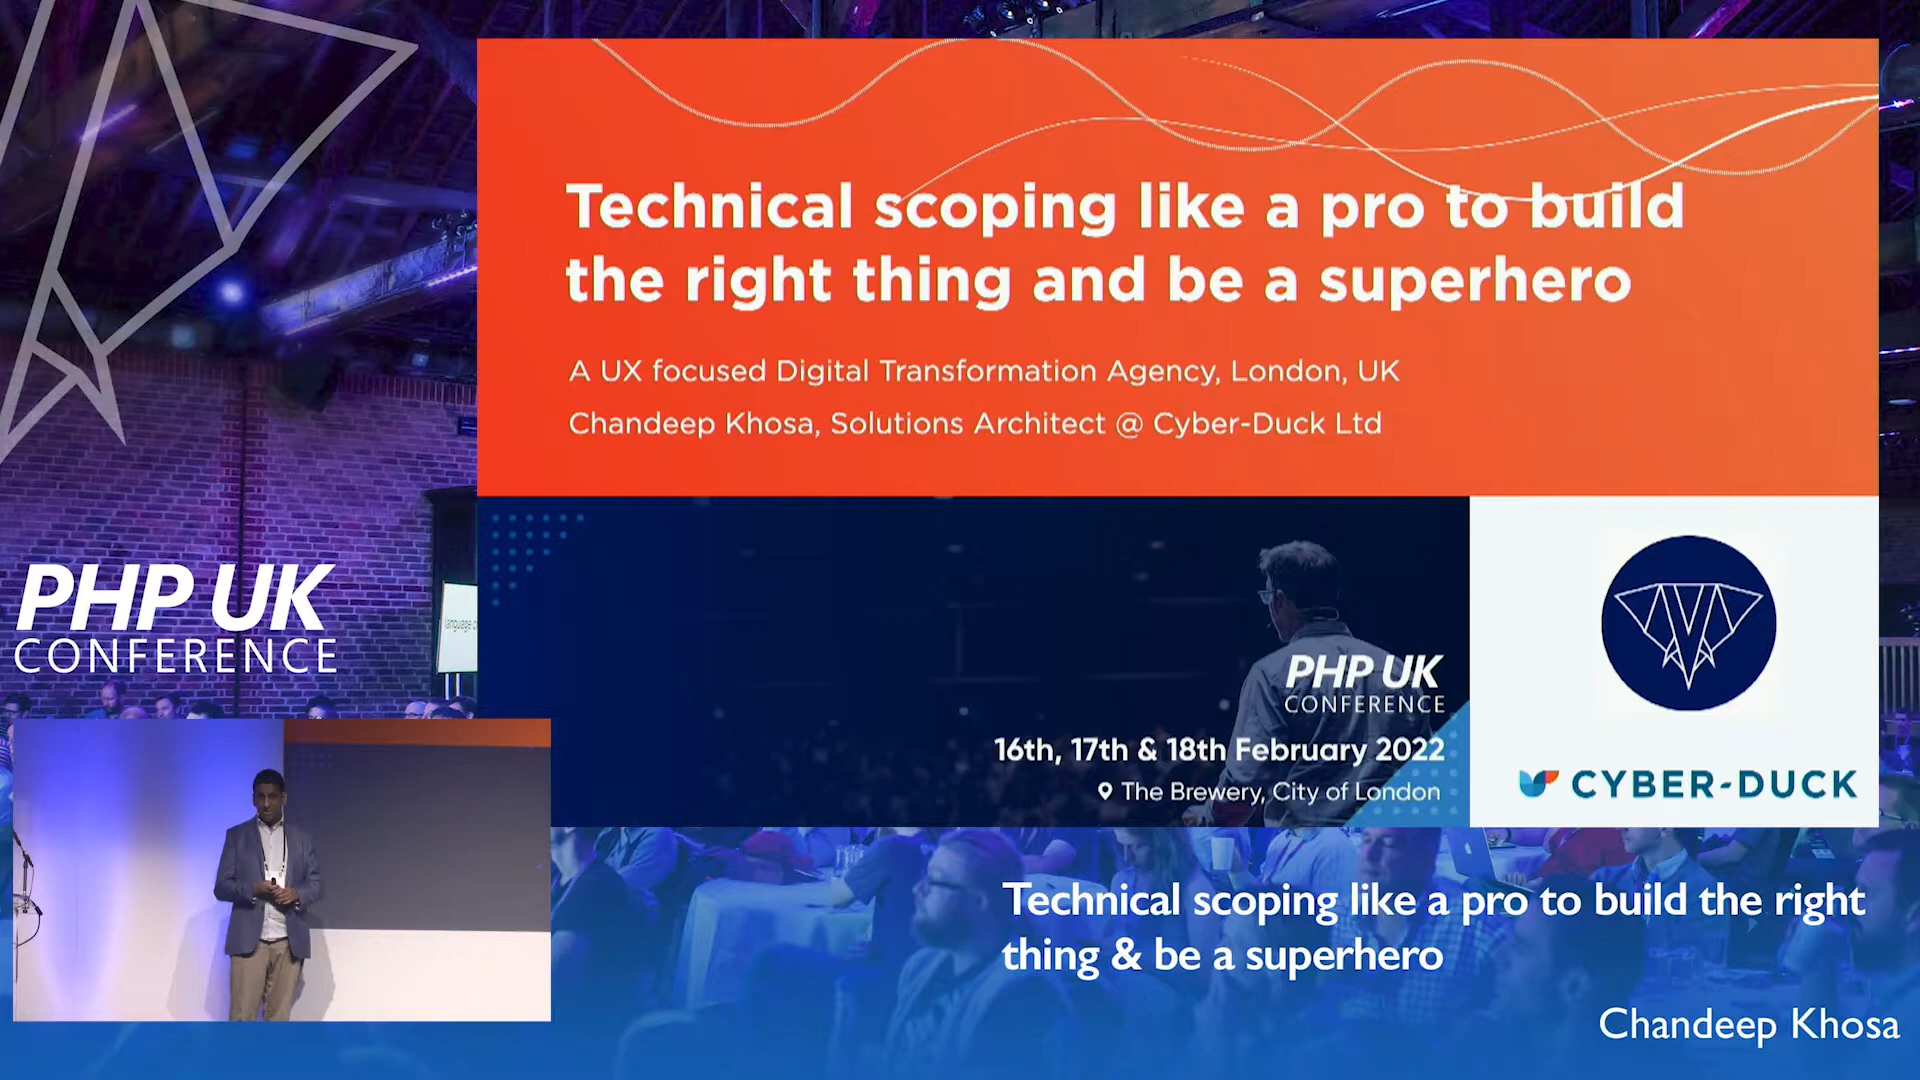 Technical scoping like a pro to build
the right thing and be a superhero
A UX focused Digital Transformation Agency, London, UK
Chandeep Khosa, Solutions Architect @ Cyber-Duck Ltd
PHP UK
CONFERENCE
language o
PHP UK
CONFERENCE
16th, 17th & 18th February 2022
The Brewery, City of London
CYBER-DUCK
Technical scoping like a pro to build the right
thing & be a superhero
Chandeep Khosa